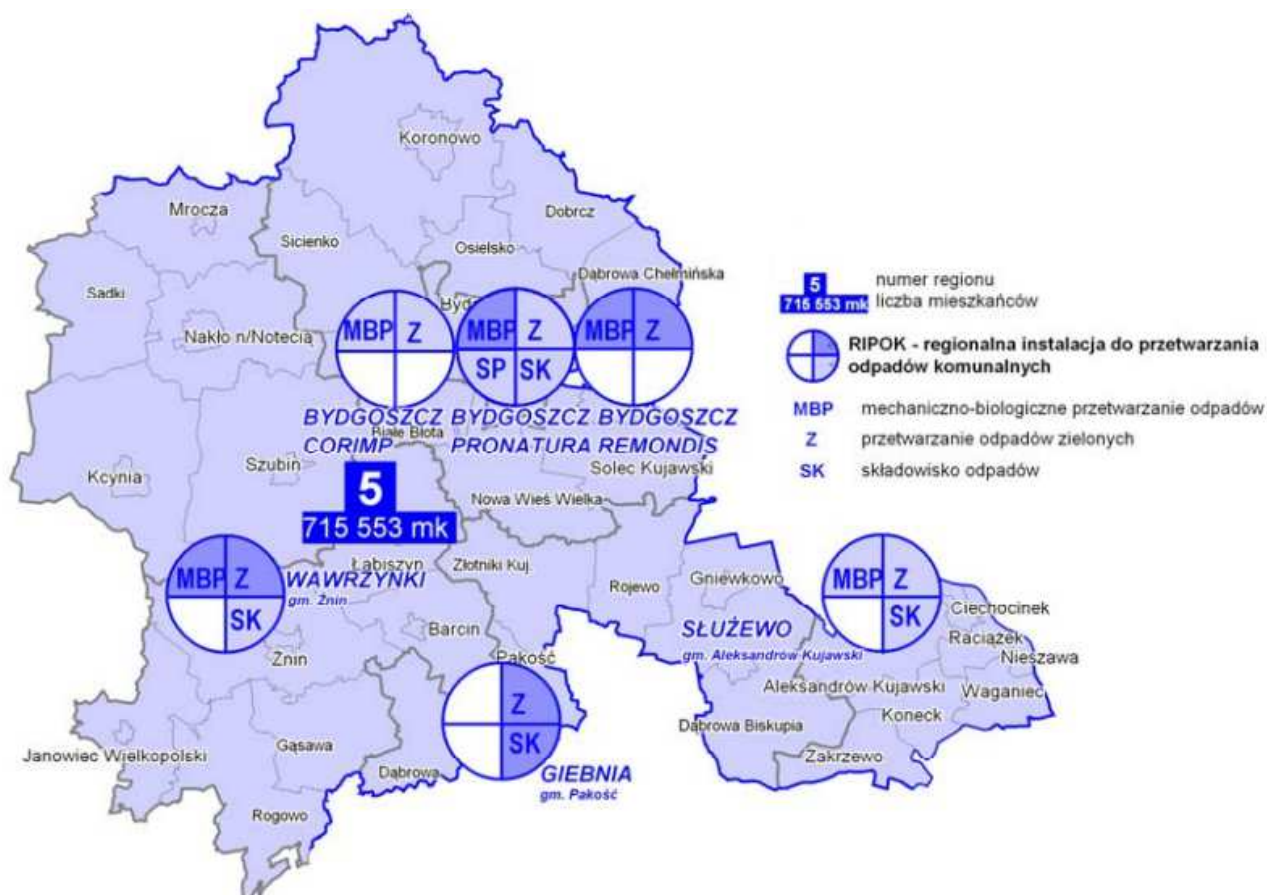 Koronowo
Mrocza
Dobrcz
Sicienko
Osielsko
Dąbrowa Chełmińska
Sadki
Nakło n/Notecią
MBP Z
MBP Z
SP SK
MBP Z
BYDGOSZCZ
CORIMP
BYDGOSZCZ
PRONATURA
BYDGOSZCZ
REMONDIS
Białe Błota
Kcynia
Szubin
Solec Kujawski
Nowa Wieś Wielka
5
715 553 mk
Łabiszyn
Złotniki Kuj.
Rojewo
Gniewkowo
MBP Z
SK
WAWRZYNKI
gm. Żnin
Żnin
Barcin
Pakość
SŁUŻEWO
gm. Aleksandrów Kujawski
MBP Z
SK
Ciechocinek
Raciążek
Nieszawa
Aleksandrów Kujawski
Waganiec
Koneck
Dąbrowa Biskupia
Zakrzewo
Z
SK
GIEBNIA
gm. Pakość
Janowiec Wielkopolski
Gąsawa
Dąbrowa
Rogowo
5 numer regionu
715 553 mk liczba mieszkańców
RIPOK - regionalna instalacja do przetwarzania
odpadów komunalnych
MBP mechaniczno-biologiczne przetwarzanie odpadów
Z przetwarzanie odpadów zielonych
SK składowisko odpadów